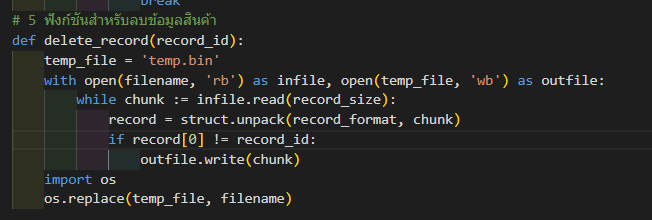 break
# 5 ฟังก์ชันสำหรับลบข้อมูลสินค้า
def delete_record(record_id):
    temp_file = 'temp.bin'
    with open(filename, 'rb') as infile, open(temp_file, 'wb') as outfile:
        while chunk := infile.read(record_size):
            record = struct.unpack(record_format, chunk)
            if record[0] != record_id:
                outfile.write(chunk)
    import os
    os.replace(temp_file, filename)